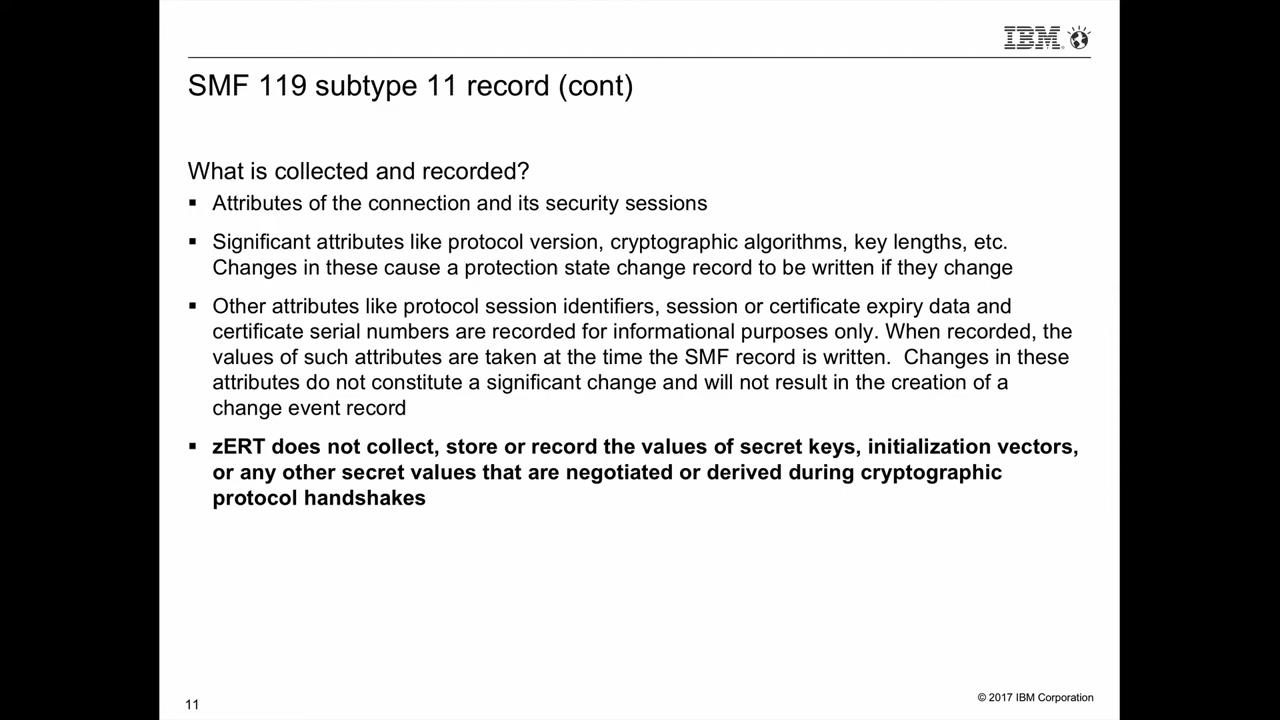 IBM
SMF 119 subtype 11 record (cont)
What is collected and recorded?
▪ Attributes of the connection and its security sessions
▪ Significant attributes like protocol version, cryptographic algorithms, key lengths, etc.
Changes in these cause a protection state change record to be written if they change
▪ Other attributes like protocol session identifiers, session or certificate expiry data and
certificate serial numbers are recorded for informational purposes only. When recorded, the
values of such attributes are taken at the time the SMF record is written.  Changes in these
attributes do not constitute a significant change and will not result in the creation of a
change event record
▪ zERT does not collect, store or record the values of secret keys, initialization vectors,
or any other secret values that are negotiated or derived during cryptographic
protocol handshakes
11
© 2017 IBM Corporation